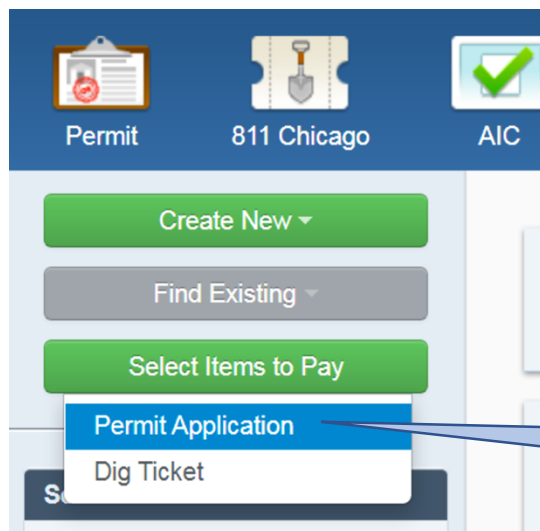 Permit
811 Chicago
AIC
Create New
Find Existing
Select Items to Pay
Permit Application
Dig Ticket